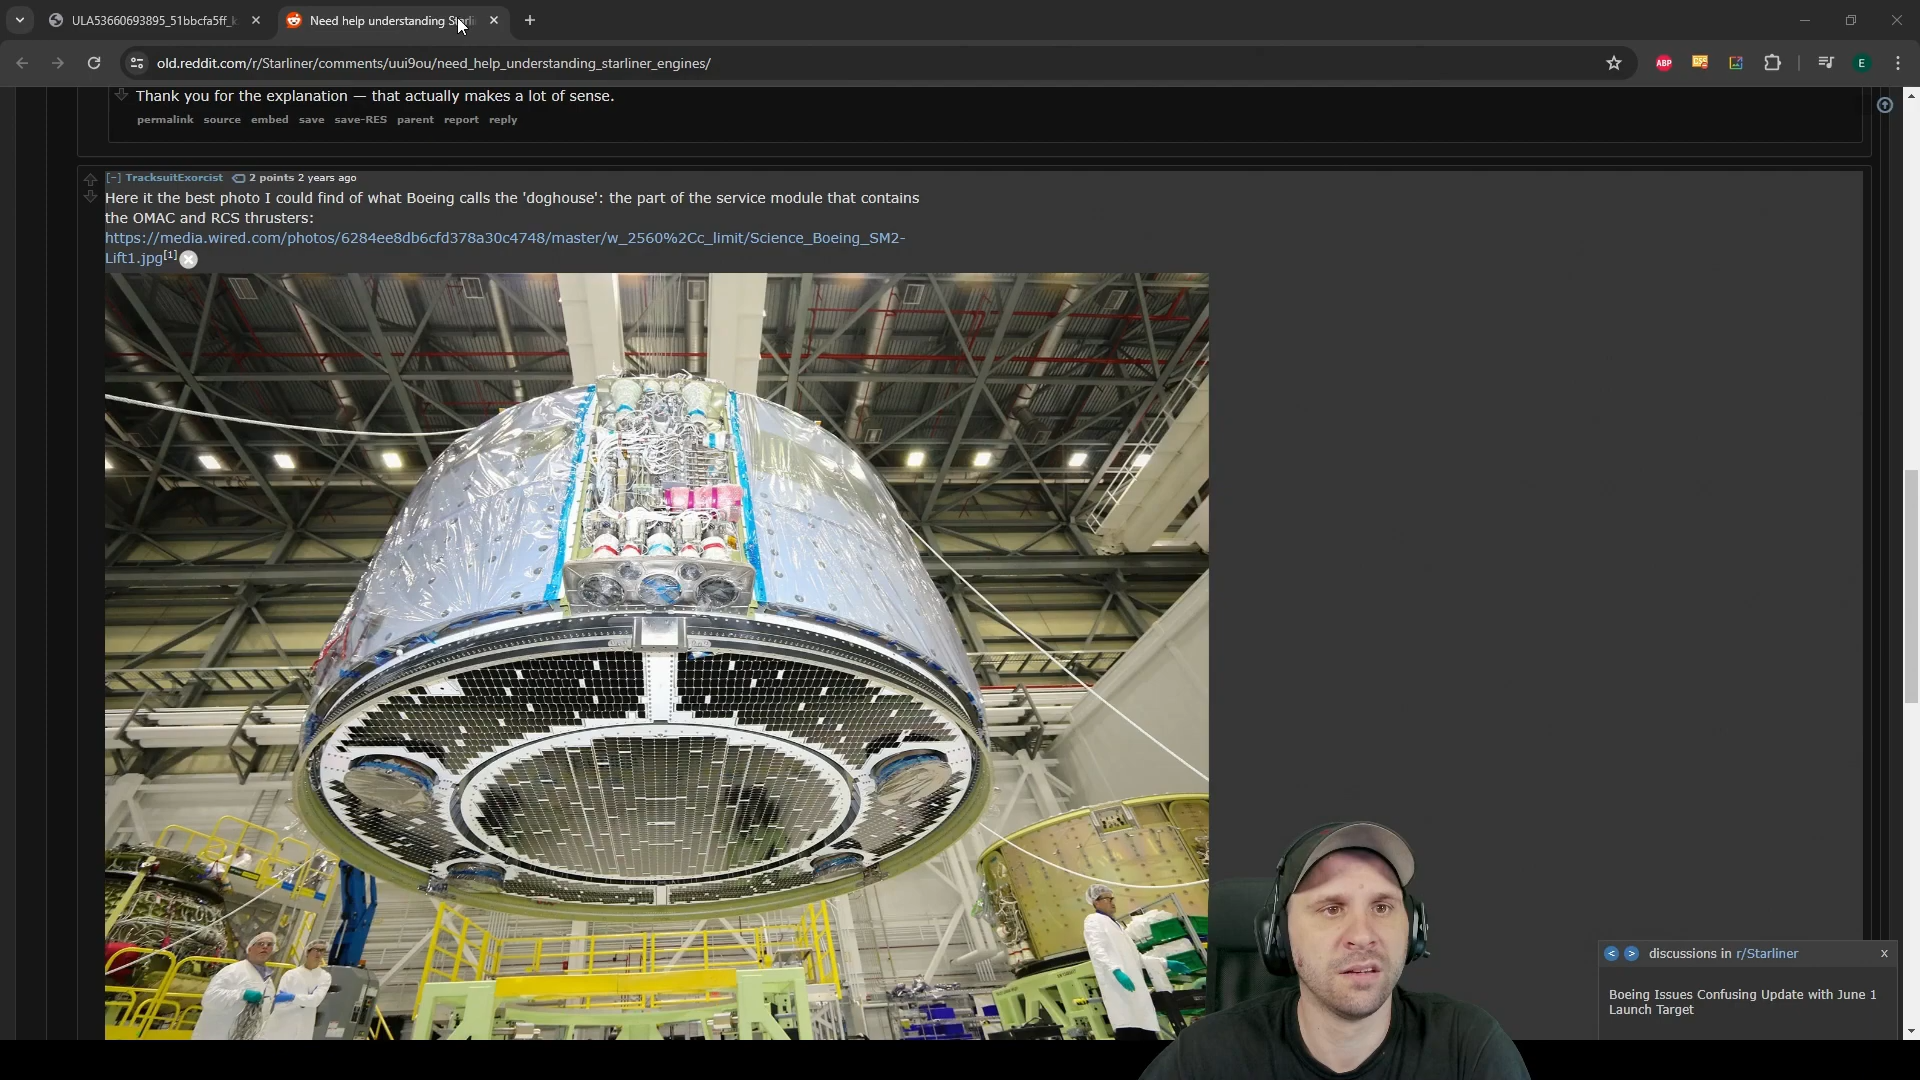 ULA53660693895_51bbcfa5ff_k
Need help understanding Starli
old.reddit.com/r/Starliner/comments/uui9ou/need_help_understanding_starliner_engines/
ABP
E
Thank you for the explanation — that actually makes a lot of sense.
permalink source embed save save-RES parent report reply
[–] TracksuitExorcist 2 points 2 years ago
Here it the best photo I could find of what Boeing calls the 'doghouse': the part of the service module that contains
the OMAC and RCS thrusters:
https://media.wired.com/photos/6284ee8db6cfd378a30c4748/master/w_2560%2Cc_limit/Science_Boeing_SM2-
Lift1.jpg[1]
< > discussions in r/Starliner x
Boeing Issues Confusing Update with June 1
Launch Target